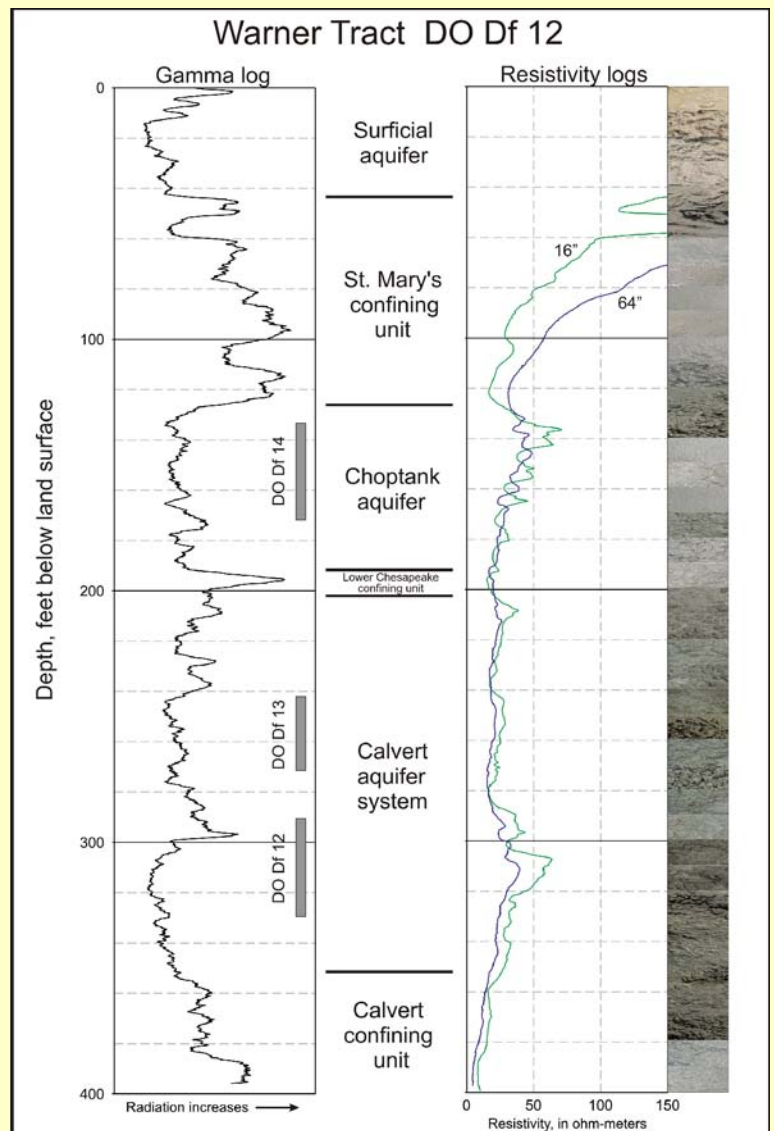 Warner Tract DO Df 12
Gamma log
Resistivity logs
Depth, feet below land surface
0
100
200
300
400
Surficial
aquifer
St. Mary's
confining
unit
Choptank
aquifer
Lower Chesapeake
confining unit
Calvert
aquifer
system
Calvert
confining
unit
DO Df 14
DO Df 13
DO Df 12
16"
64"
Radiation increases
0
50
100
150
Resistivity, in ohm-meters